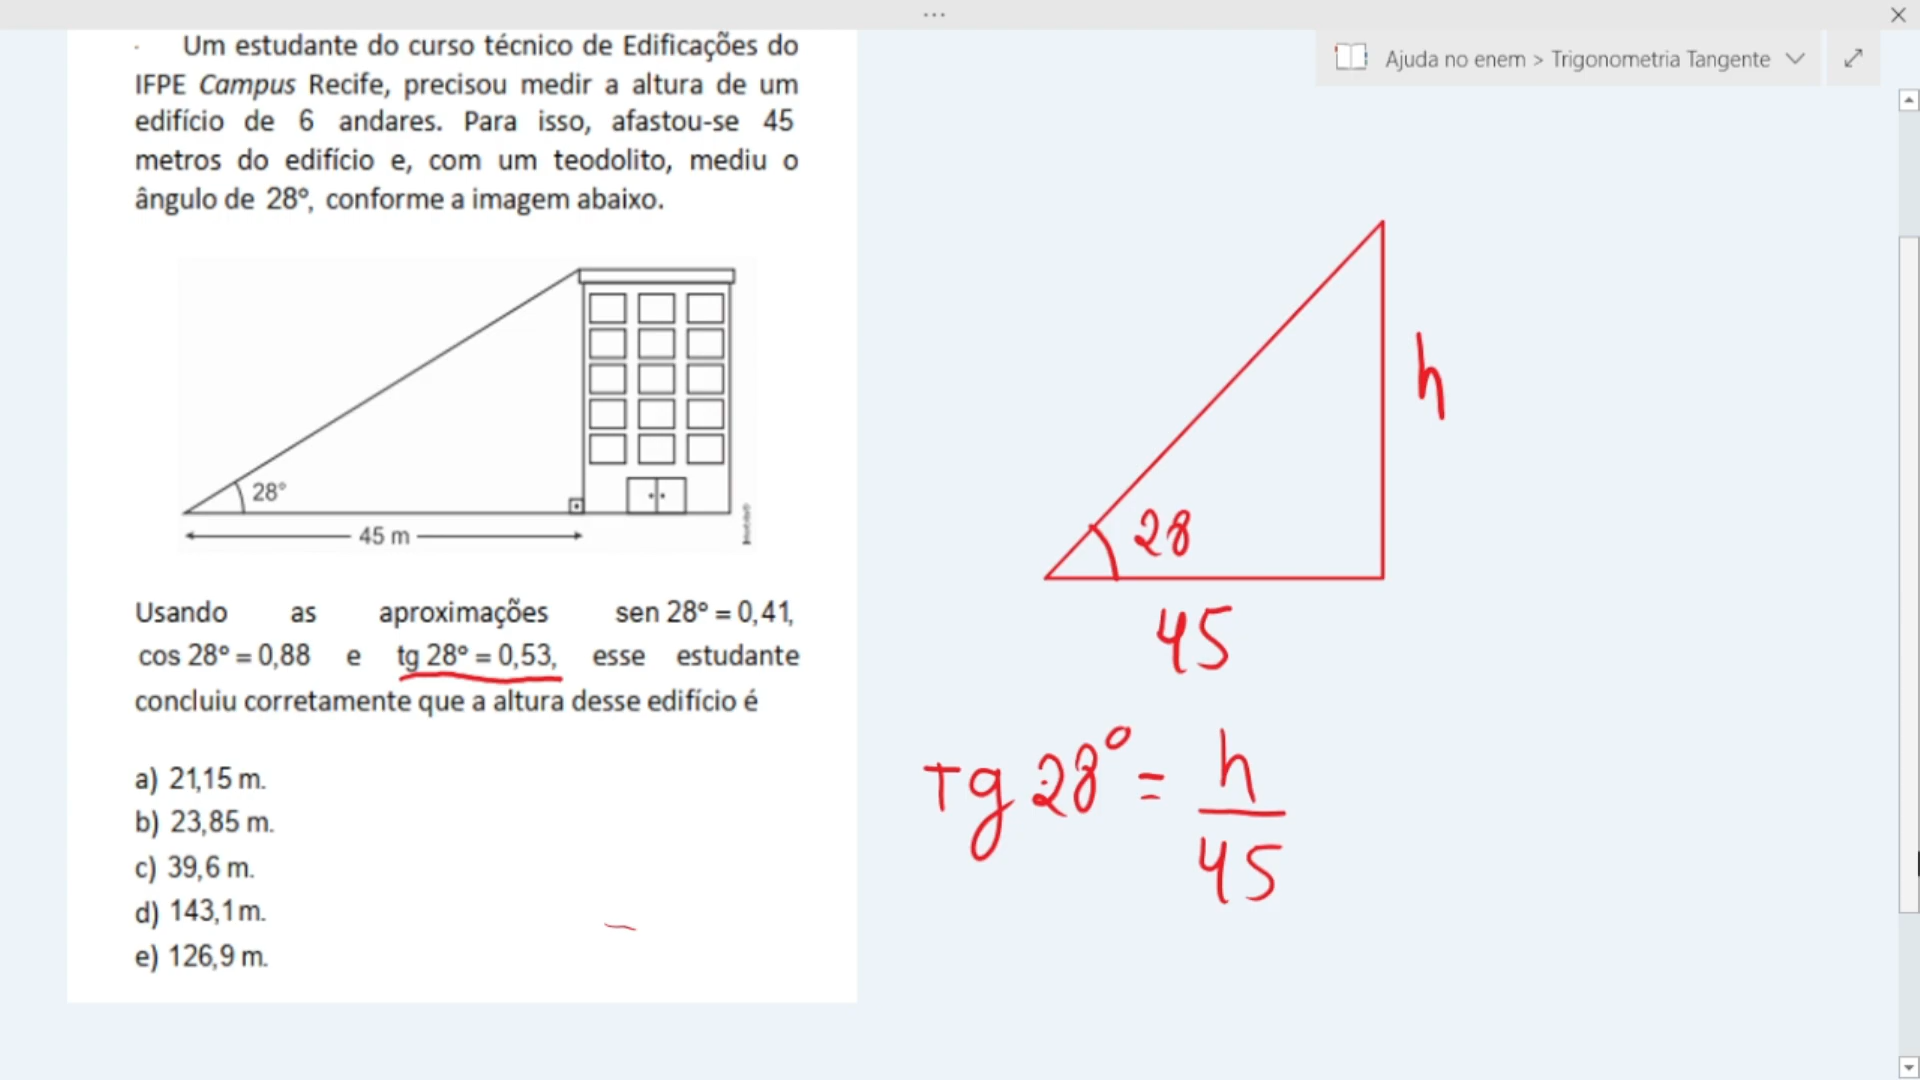 Ajuda no enem > Trigonometria Tangente
Um estudante do curso técnico de Edificações do
IFPE Campus Recife, precisou medir a altura de um
edifício de 6 andares. Para isso, afastou-se 45
metros do edifício e, com um teodolito, mediu o
ângulo de 28º, conforme a imagem abaixo.
28°
45 m
Usando as aproximações sen 28º = 0,41,
cos 28º = 0,88 e tg 28º = 0,53, esse estudante
concluiu corretamente que a altura desse edifício é
a) 21,15 m.
b) 23,85 m.
c) 39,6 m.
d) 143,1 m.
e) 126,9 m.
h
28
45
Tg 28° = h
45